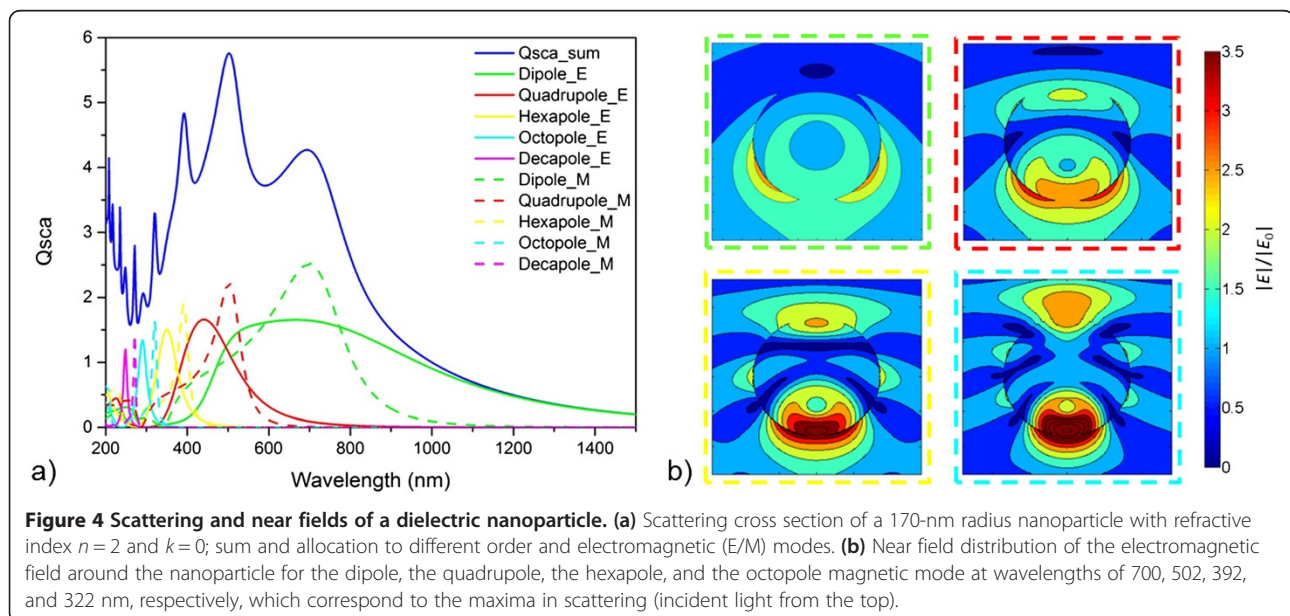 6
5
4
3
2
1
0
Qsca
200
400
600
800
1000
1200
1400
Wavelength (nm)
a)
Qsca_sum
Dipole_E
Quadrupole_E
Hexapole_E
Octopole_E
Decapole_E
Dipole_M
Quadrupole_M
Hexapole_M
Octopole_M
Decapole_M
b)
3.5
3
2.5
2
1.5
1
0.5
0
|E|/|E0|
Figure 4 Scattering and near fields of a dielectric nanoparticle. (a) Scattering cross section of a 170-nm radius nanoparticle with refractive
index n = 2 and k = 0; sum and allocation to different order and electromagnetic (E/M) modes. (b) Near field distribution of the electromagnetic
field around the nanoparticle for the dipole, the quadrupole, the hexapole, and the octopole magnetic mode at wavelengths of 700, 502, 392,
and 322 nm, respectively, which correspond to the maxima in scattering (incident light from the top).